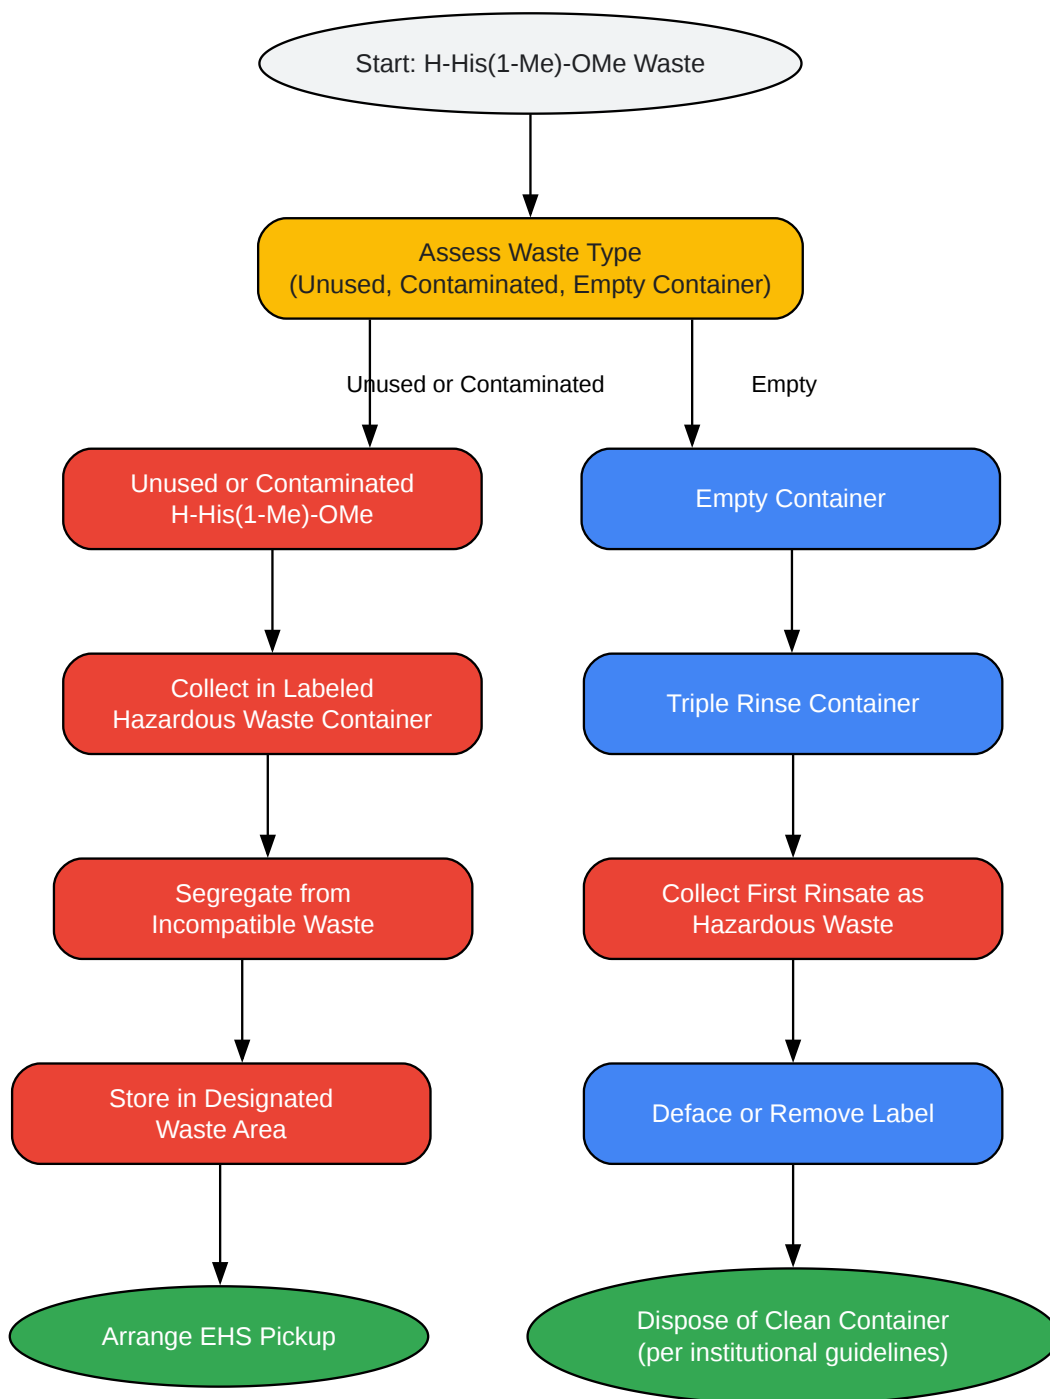 Start: H-His(1-Me)-OMe Waste
Assess Waste Type
(Unused, Contaminated, Empty Container)
Unused or Contaminated
Empty
Unused or Contaminated
H-His(1-Me)-OMe
Empty Container
Collect in Labeled
Hazardous Waste Container
Triple Rinse Container
Segregate from
Incompatible Waste
Collect First Rinsate as
Hazardous Waste
Store in Designated
Waste Area
Deface or Remove Label
Arrange EHS Pickup
Dispose of Clean Container
(per institutional guidelines)